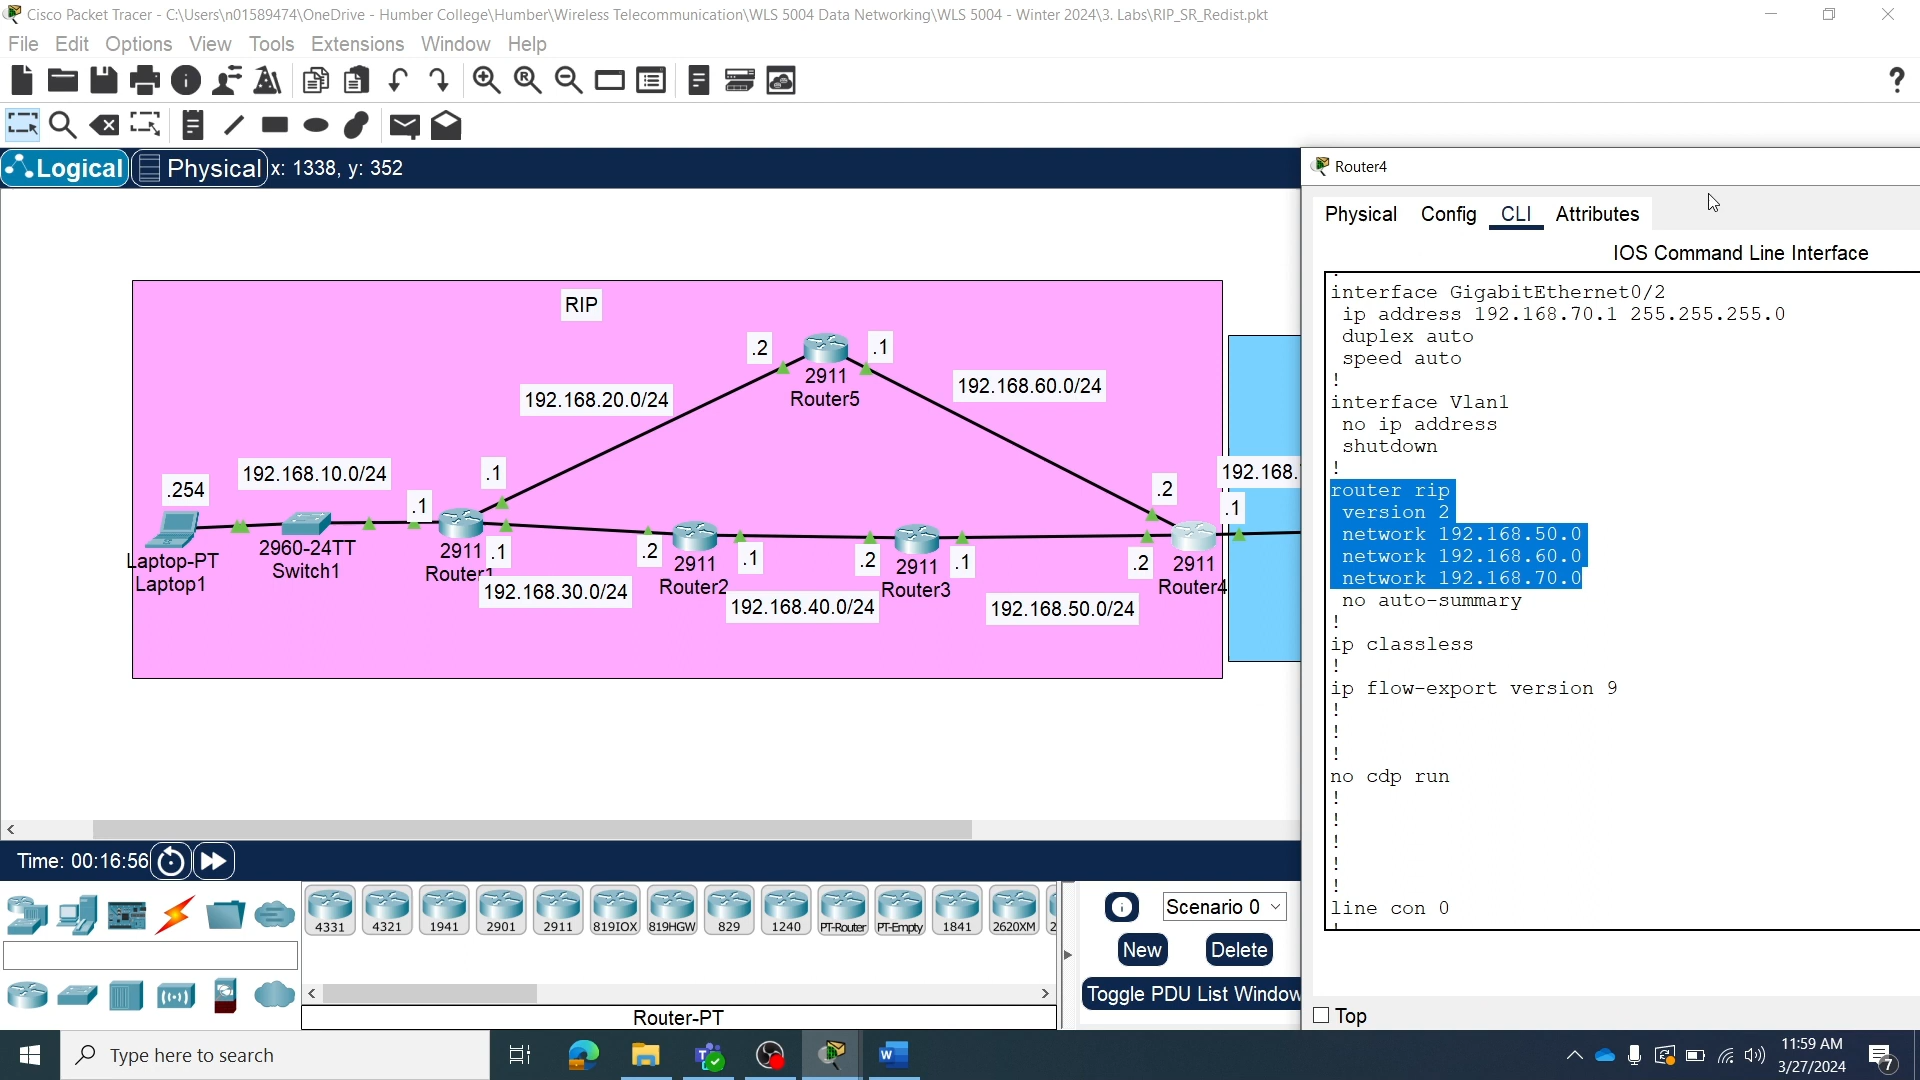 Cisco Packet Tracer - C:\Users\n01589474\OneDrive - Humber College\Humber\Wireless Telecommunication\WLS 5004 Data Networking\WLS 5004 - Winter 2024\3. Labs\RIP_SR_Redist.pkt
File Edit Options View Tools Extensions Window Help
Logical Physical x: 1338, y: 352
Router4
Physical Config CLI Attributes
IOS Command Line Interface
RIP
.2
.1
2911
Router5
192.168.20.0/24
192.168.60.0/24
192.168.10.0/24
.1
.254
.1
.2
192.168.
.1
Laptop-PT
Laptop1
2960-24TT
Switch1
2911
Router1
.1
192.168.30.0/24
.2
2911
Router2
.1
192.168.40.0/24
.2
2911
Router3
.1
192.168.50.0/24
.2
2911
Router4
!
interface GigabitEthernet0/2
ip address 192.168.70.1 255.255.255.0
duplex auto
speed auto
!
interface Vlan1
no ip address
shutdown
!
router rip
version 2
network 192.168.50.0
network 192.168.60.0
network 192.168.70.0
no auto-summary
!
ip classless
!
ip flow-export version 9
!
!
!
no cdp run
!
!
!
!
!
line con 0
!
Top
Time: 00:16:56
4331 4321 1941 2901 2911 819IOX 819HGW 829 1240 PT-Router PT-Empty 1841 2620XM 2
Router-PT
Scenario 0
New Delete
Toggle PDU List Window
Type here to search
11:59 AM
3/27/2024
7